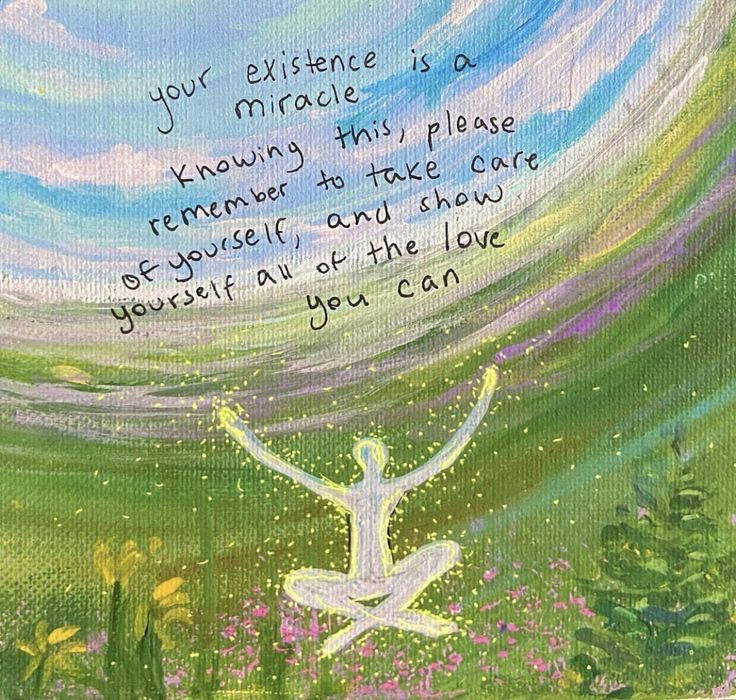 your existence is a
miracle
Knowing this, please
remember to take care
of yourself, and show
yourself all of the love
you can